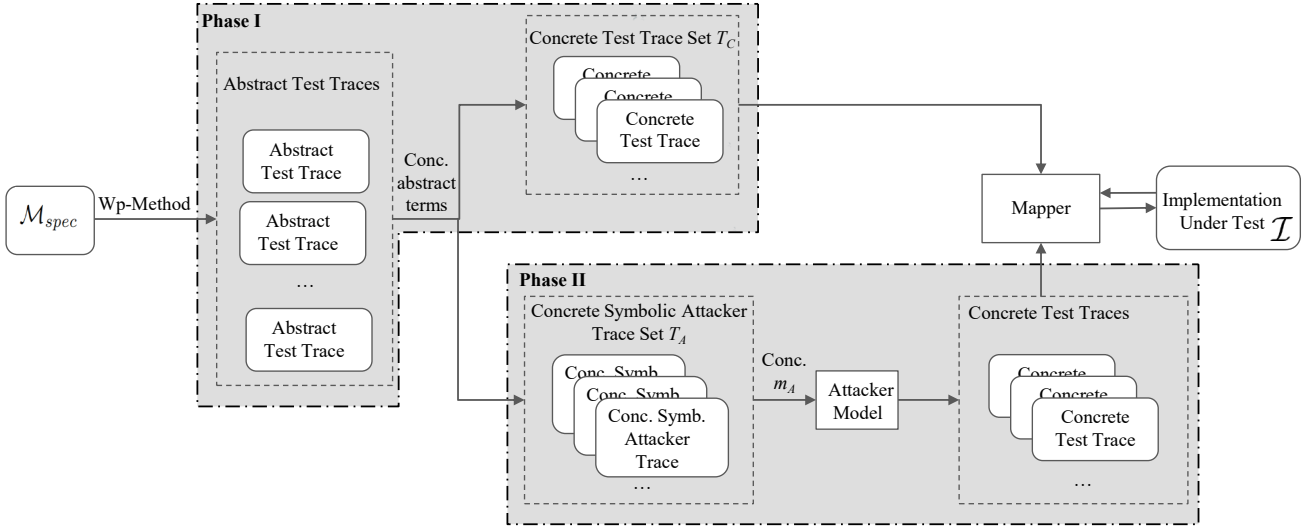 Phase I
Abstract Test Traces
Abstract
Test Trace
Abstract
Test Trace
...
Abstract
Test Trace
M_spec
Wp-Method
Conc.
abstract
terms
Concrete Test Trace Set T_C
Concrete
Concrete
Concrete
Test Trace
...
Mapper
Implementation
Under Test I
Phase II
Concrete Symbolic Attacker
Trace Set T_A
Conc. Symb.
Conc. Symb.
Conc. Symb.
Attacker
Trace
...
Conc.
m_A
Attacker
Model
Concrete Test Traces
Concrete
Concrete
Concrete
Test Trace
...